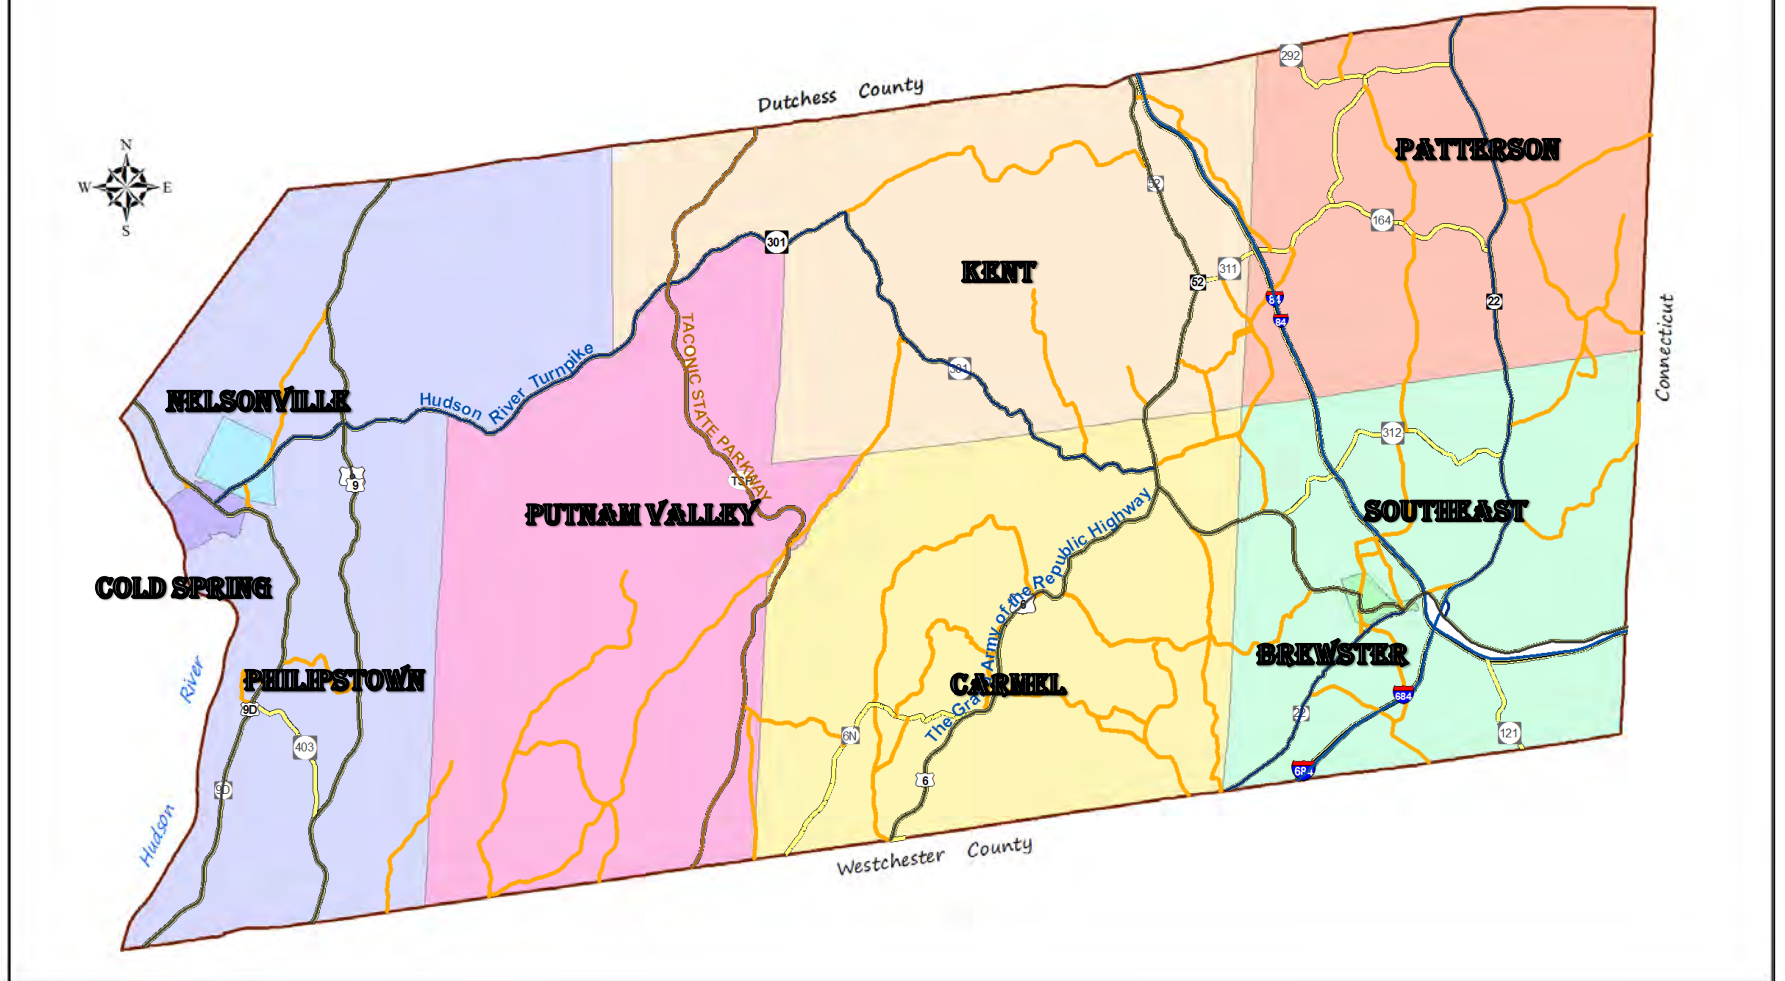 Dutchess County
292
PATTERSON
N
W E
S
52
164
301
KENT
311
52
84
84
22
Connecticut
TACONIC STATE PARKWAY
Hudson River Turnpike
301
NELSONVILLE
312
9
TSP
PUTNAM VALLEY
SOUTHEAST
The Grand Army of the Republic Highway
COLD SPRING
6
BREWSTER
River
PHILIPSTOWN
CARMEL
684
9D
22
403
6N
121
684
6
9D
Hudson
Westchester County